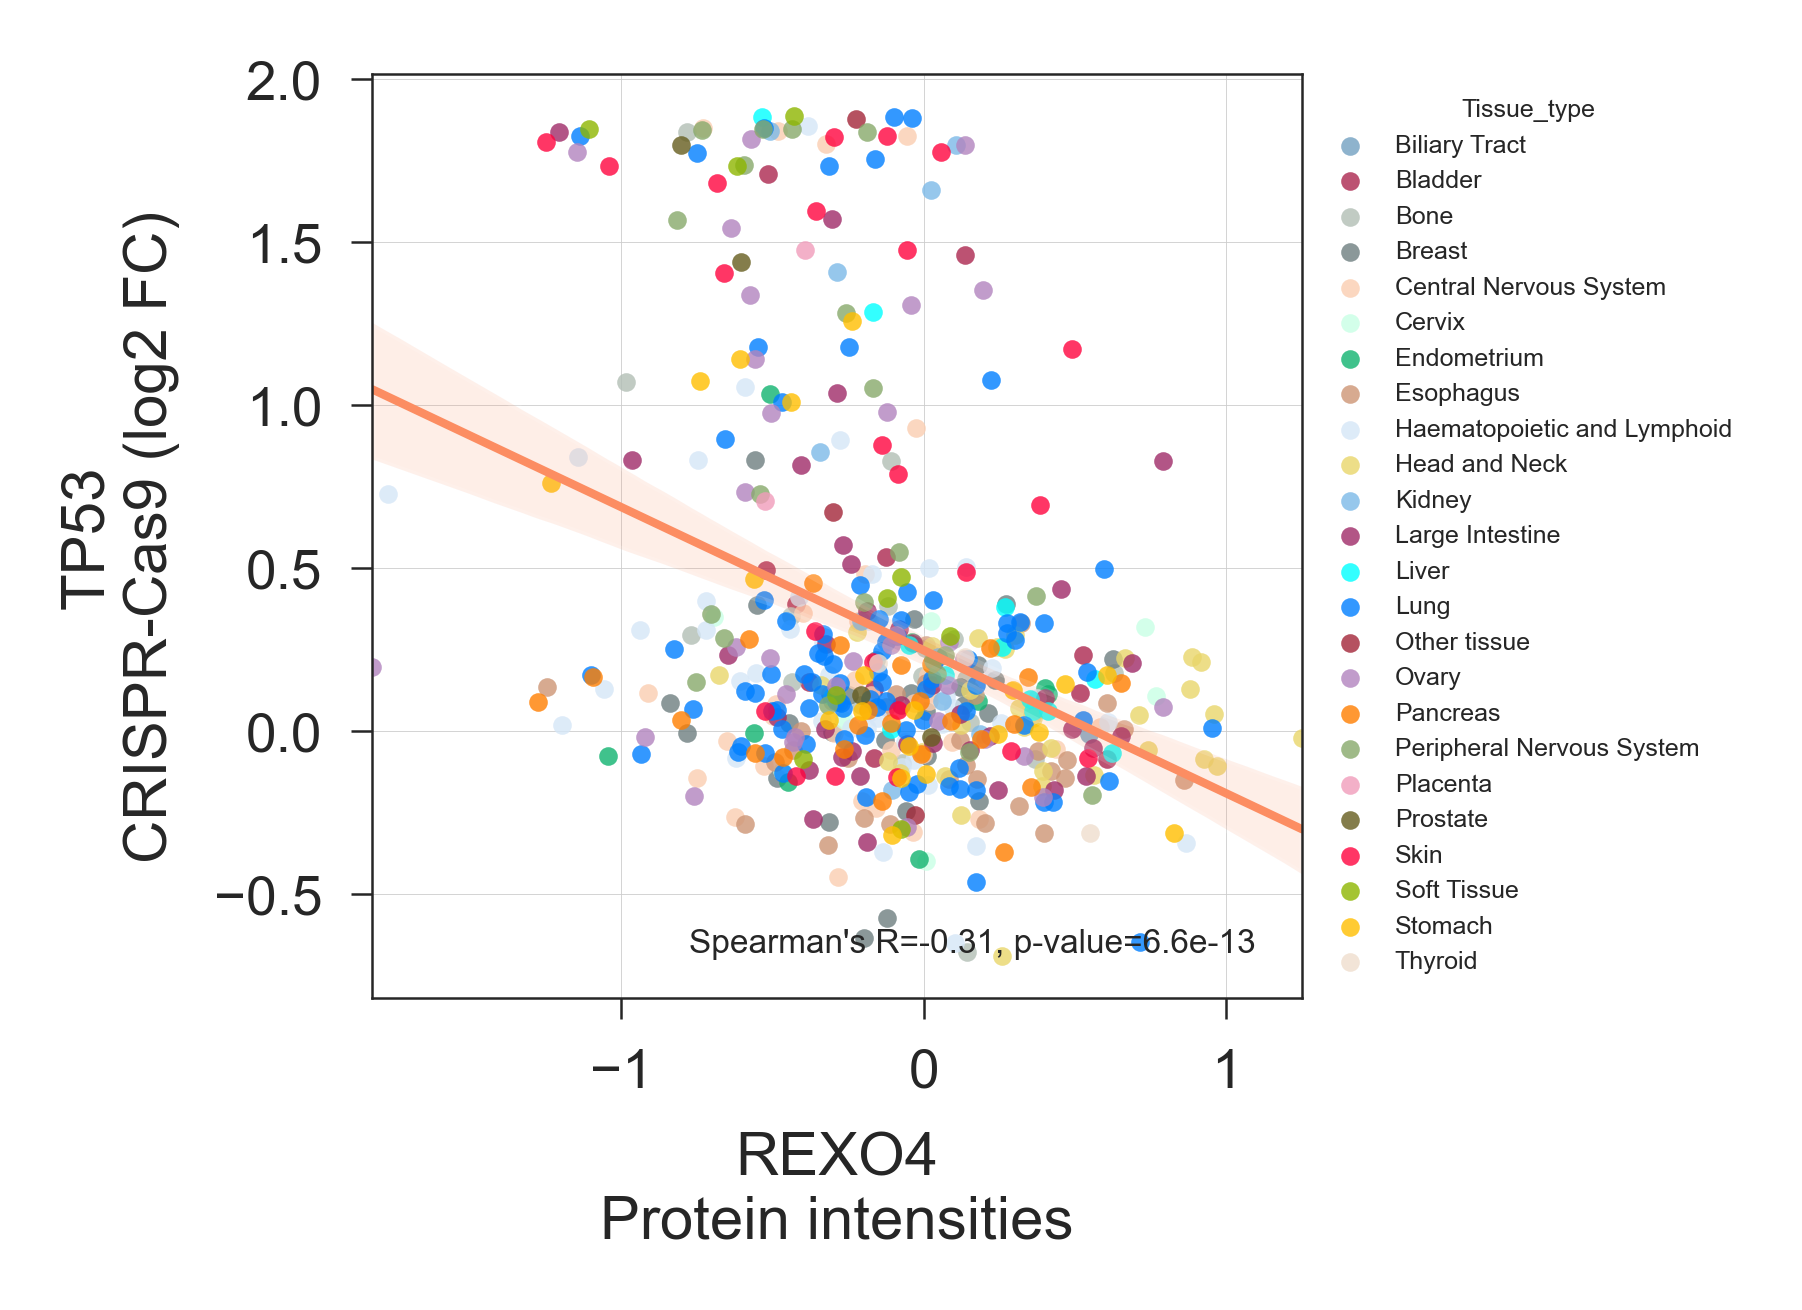 TP53
CRISPR-Cas9 (log2 FC)
2.0
1.5
1.0
0.5
0.0
−0.5
−1
0
1
REXO4
Protein intensities
Spearman's R=-0.31, p-value=6.6e-13
Tissue_type
Biliary Tract
Bladder
Bone
Breast
Central Nervous System
Cervix
Endometrium
Esophagus
Haematopoietic and Lymphoid
Head and Neck
Kidney
Large Intestine
Liver
Lung
Other tissue
Ovary
Pancreas
Peripheral Nervous System
Placenta
Prostate
Skin
Soft Tissue
Stomach
Thyroid